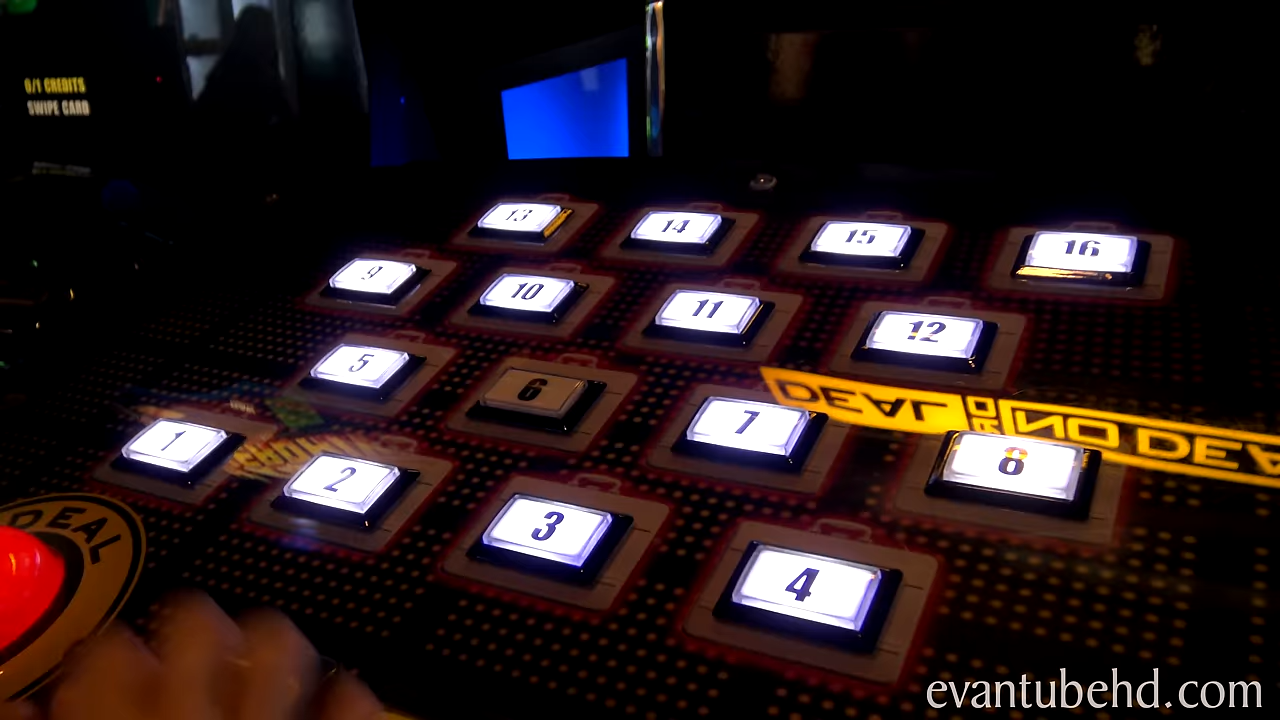 0/1 CREDITS
SWIPE CARD
13 14 15 16
9 10 11 12
5 6 7 8
DEAL OR NO DEA
1 2 3 4
DEAL
evantubehd.com